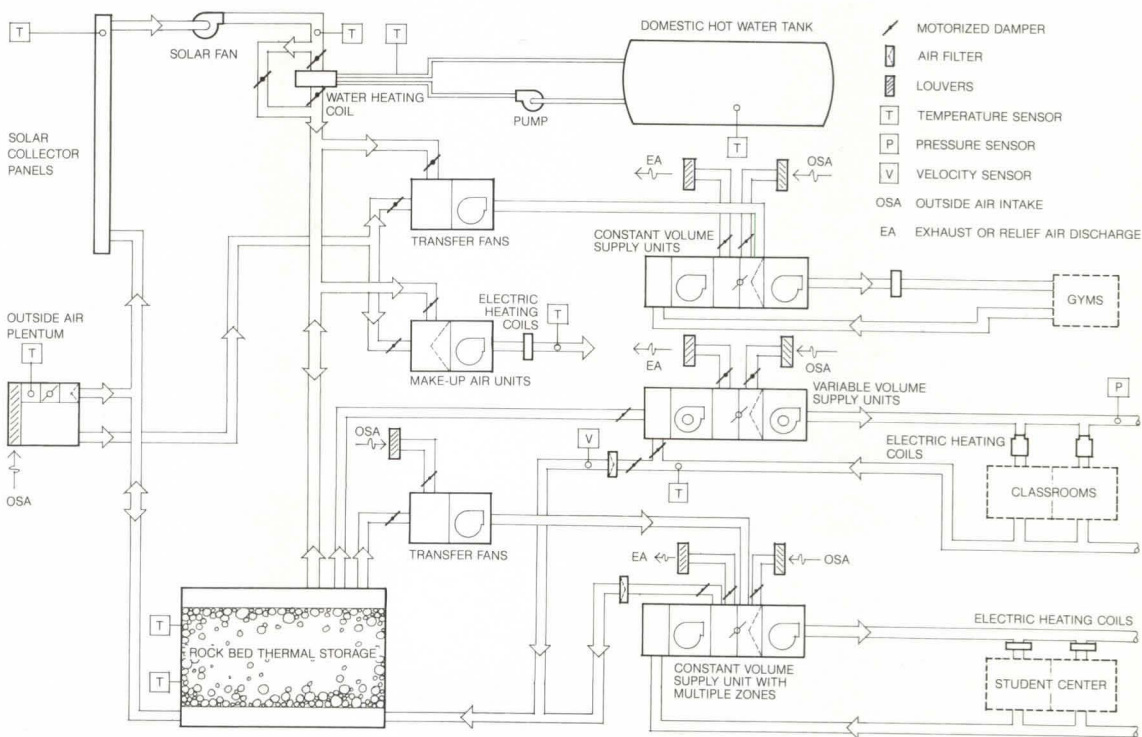 T
SOLAR FAN
T
T
WATER HEATING
COIL
PUMP
DOMESTIC HOT WATER TANK
T
MOTORIZED DAMPER
AIR FILTER
LOUVERS
T TEMPERATURE SENSOR
P PRESSURE SENSOR
V VELOCITY SENSOR
OSA OUTSIDE AIR INTAKE
EA EXHAUST OR RELIEF AIR DISCHARGE
SOLAR
COLLECTOR
PANELS
TRANSFER FANS
EA
OSA
CONSTANT VOLUME
SUPPLY UNITS
GYMS
OUTSIDE AIR
PLENTUM
T
OSA
ELECTRIC
HEATING
COILS
T
MAKE-UP AIR UNITS
EA
OSA
VARIABLE VOLUME
SUPPLY UNITS
P
ELECTRIC HEATING
COILS
CLASSROOMS
OSA
V
T
TRANSFER FANS
EA
OSA
T
ROCK BED THERMAL STORAGE
T
CONSTANT VOLUME
SUPPLY UNIT WITH
MULTIPLE ZONES
ELECTRIC HEATING COILS
STUDENT CENTER